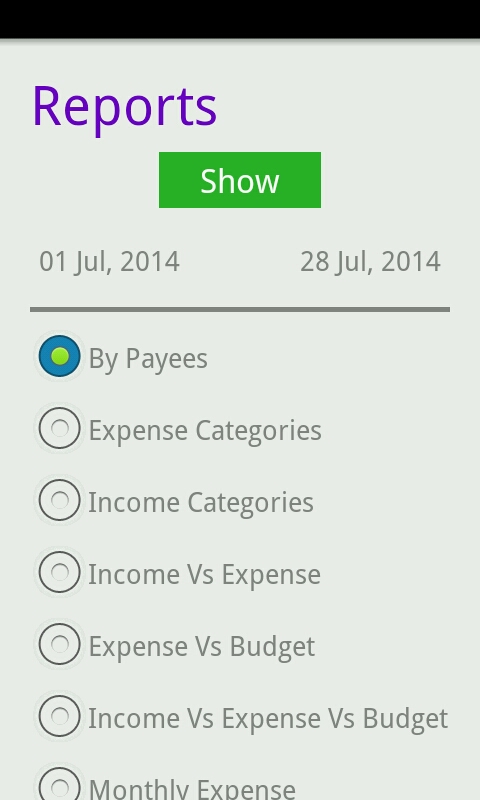 Reports
Show
01 Jul, 2014 28 Jul, 2014
By Payees
Expense Categories
Income Categories
Income Vs Expense
Expense Vs Budget
Income Vs Expense Vs Budget
Monthly Expense